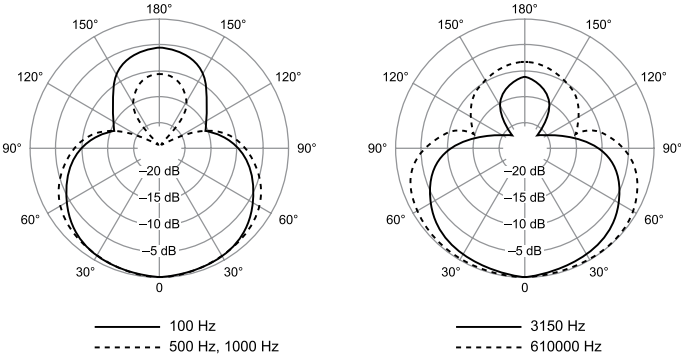 180°
150° 150°
120° 120°
90° 90°
–20 dB
–15 dB
–10 dB
60° 60°
–5 dB
30° 30°
0
100 Hz
500 Hz, 1000 Hz
180°
150° 150°
120° 120°
90° 90°
–20 dB
–15 dB
–10 dB
60° 60°
–5 dB
30° 30°
0
3150 Hz
610000 Hz